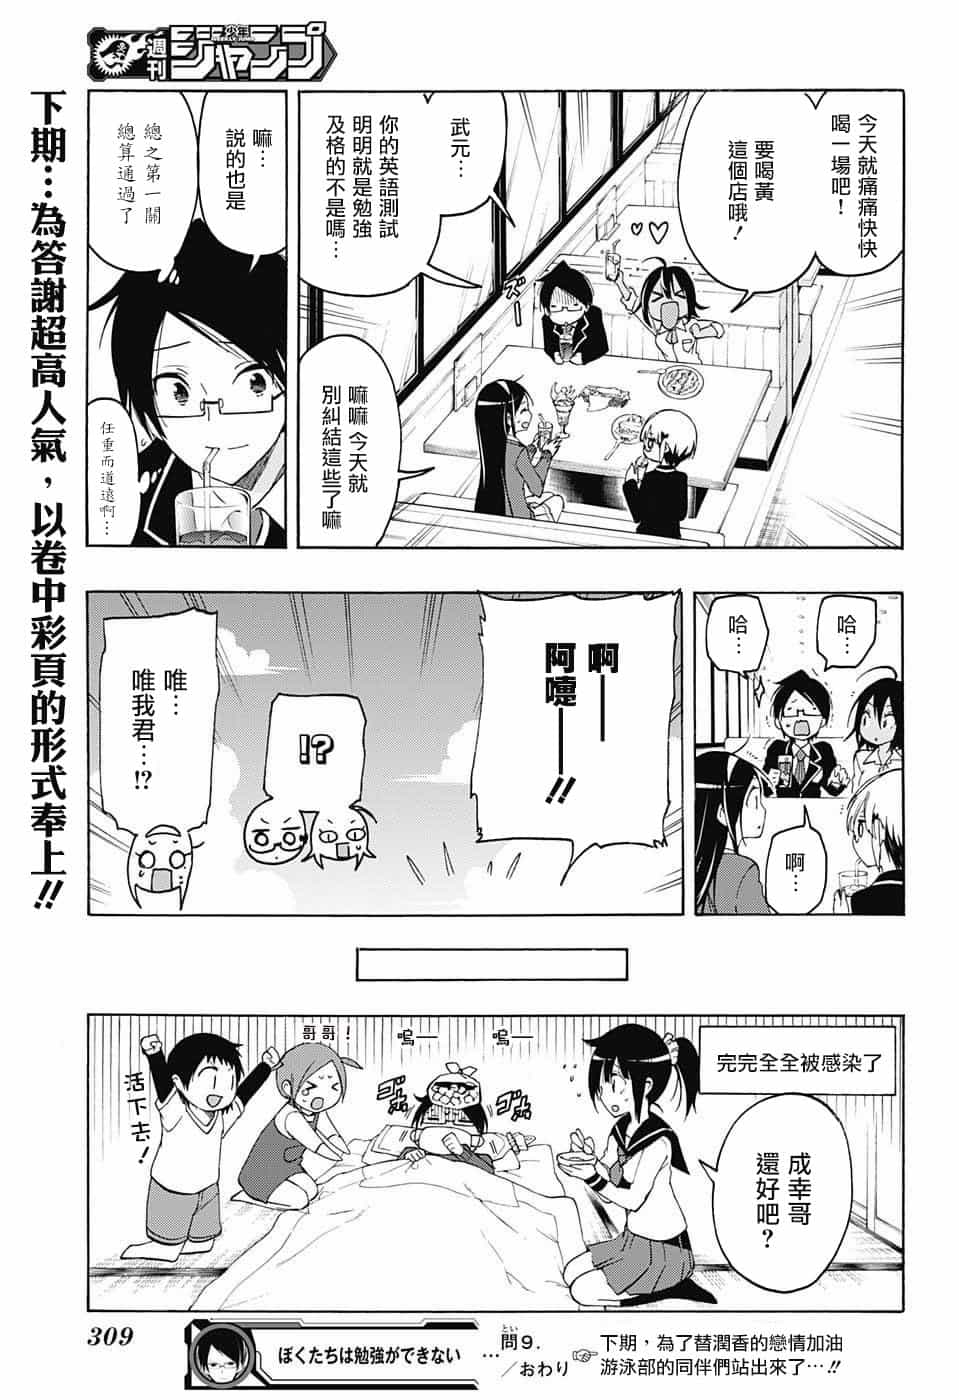 週刊
少年
ジャンプ
今天就痛痛快快
喝一場吧！
要喝黃
這個店哦！
武元…
你的英語測試
明明就是勉強
及格的不是嗎…
嘛嘛 今天就
別糾結這些了嘛
嘛…
說的也是
總之第一關
總算通過了
任重而道遠啊…
下期…為答謝超高人氣，以卷中彩頁的形式奉上!!
哈…
哈…
啊…
啊——
阿嚏——!!
!?
唯…
唯我君…!?
完完全全被感染了
成幸哥
還好吧？
嗚—
嗚—
ゴホ
ゴホ
哥哥！
活下去！
309
ぼくたちは勉強ができない
…問9.
とい
／おわり
☞下期，為了替潤香的戀情加油
游泳部的同伴們站出來了…!!